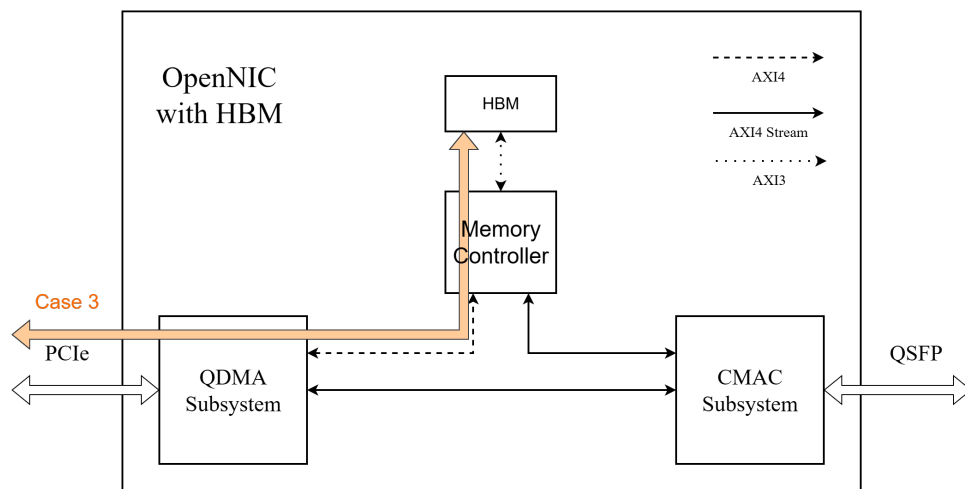 OpenNIC
with HBM
HBM
AXI4
AXI4 Stream
AXI3
Memory
Controller
Case 3
PCIe
QDMA
Subsystem
CMAC
Subsystem
QSFP